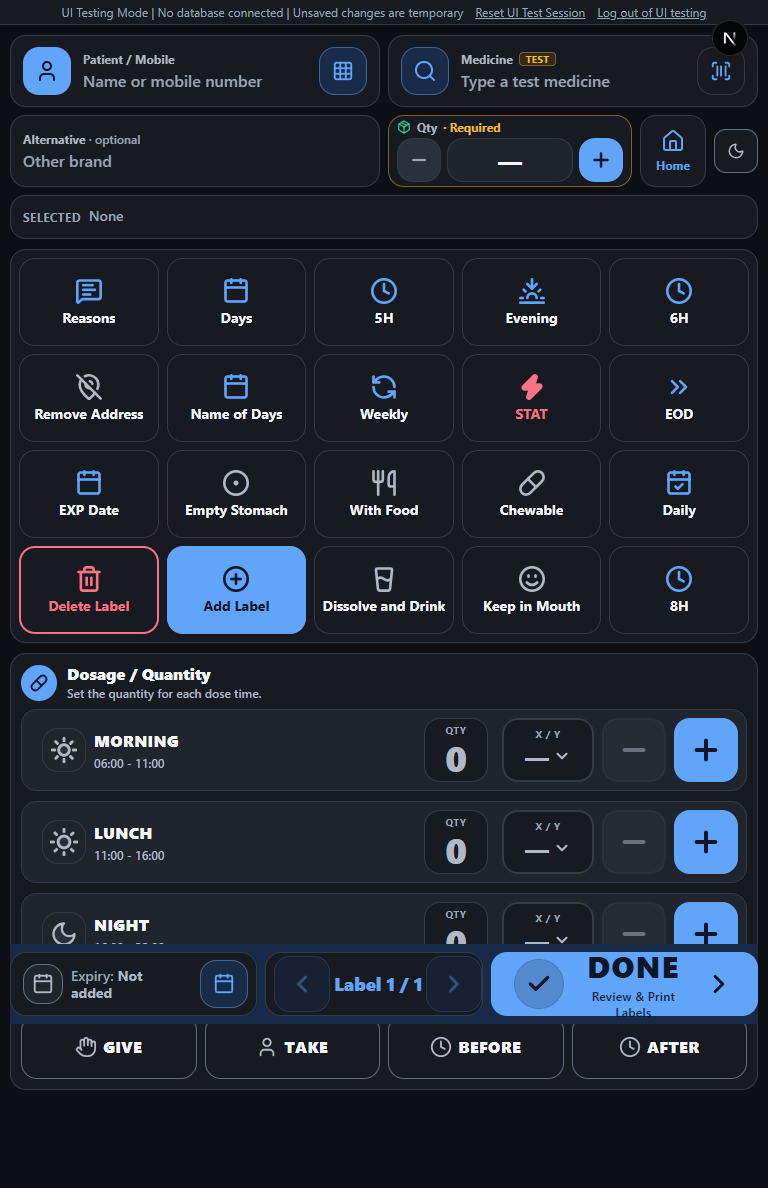 UI Testing Mode | No database connected | Unsaved changes are temporary Reset UI Test Session Log out of UI testing
N
Patient / Mobile
Name or mobile number
Medicine TEST
Type a test medicine
Alternative · optional
Other brand
Qty · Required
—
Home
SELECTED None
Reasons
Days
5H
Evening
6H
Remove Address
Name of Days
Weekly
STAT
EOD
EXP Date
Empty Stomach
With Food
Chewable
Daily
Delete Label
Add Label
Dissolve and Drink
Keep in Mouth
8H
Dosage / Quantity
Set the quantity for each dose time.
MORNING
06:00 - 11:00
QTY
0
X / Y
—
LUNCH
11:00 - 16:00
QTY
0
X / Y
—
NIGHT
QTY
0
X / Y
—
Expiry: Not
added
Label 1 / 1
DONE
Review & Print
Labels
GIVE
TAKE
BEFORE
AFTER